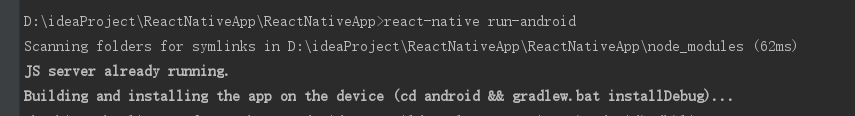 D:\ideaProject\ReactNativeApp\ReactNativeApp>react-native run-android
Scanning folders for symlinks in D:\ideaProject\ReactNativeApp\ReactNativeApp\node_modules (62ms)
JS server already running.
Building and installing the app on the device (cd android && gradlew.bat installDebug)...